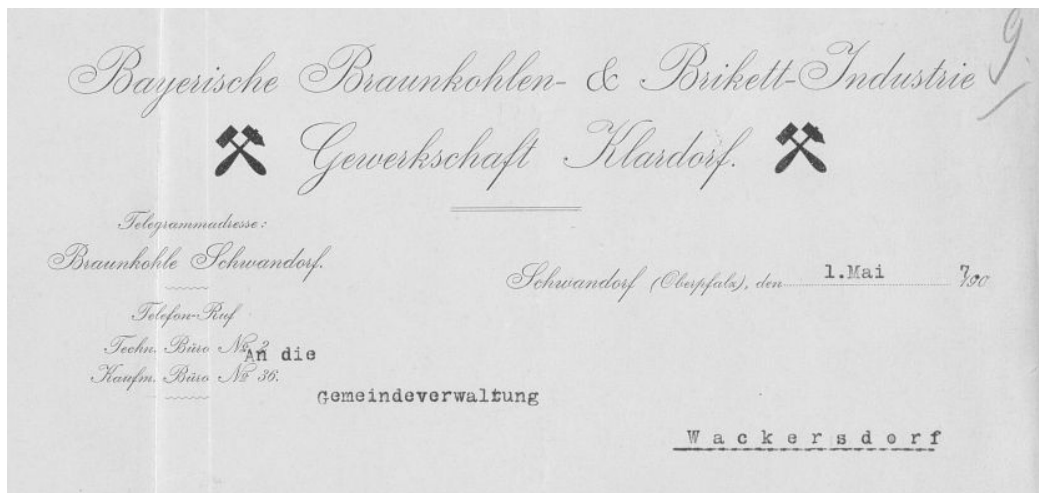 9.
Bayerische Braunkohlen- & Brikett-Industrie
Gewerkschaft Klardorf.
Telegrammadresse:
Braunkohle Schwandorf.
Schwandorf (Oberpfalz), den 1.Mai 190
Telefon-Ruf
Techn. Büro No 2
Kaufm. Büro No 36.
An die
Gemeindeverwaltung
Wackersdorf